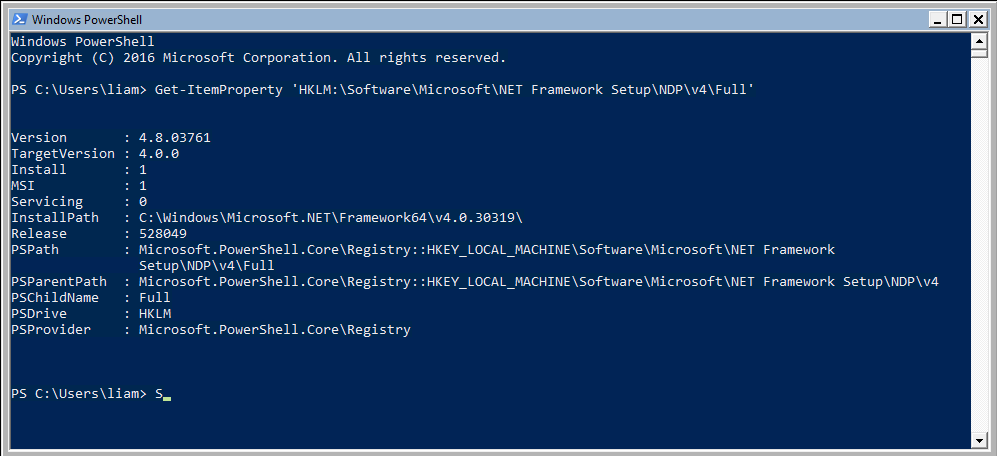 Windows PowerShell
Windows PowerShell
Copyright (C) 2016 Microsoft Corporation. All rights reserved.
PS C:\Users\liam> Get-ItemProperty 'HKLM:\Software\Microsoft\NET Framework Setup\NDP\v4\Full'
Version       : 4.8.03761
TargetVersion : 4.0.0
Install       : 1
MSI           : 1
Servicing     : 0
InstallPath   : C:\Windows\Microsoft.NET\Framework64\v4.0.30319\
Release       : 528049
PSPath        : Microsoft.PowerShell.Core\Registry::HKEY_LOCAL_MACHINE\Software\Microsoft\NET Framework
                Setup\NDP\v4\Full
PSParentPath  : Microsoft.PowerShell.Core\Registry::HKEY_LOCAL_MACHINE\Software\Microsoft\NET Framework Setup\NDP\v4
PSChildName   : Full
PSDrive       : HKLM
PSProvider    : Microsoft.PowerShell.Core\Registry
PS C:\Users\liam> S